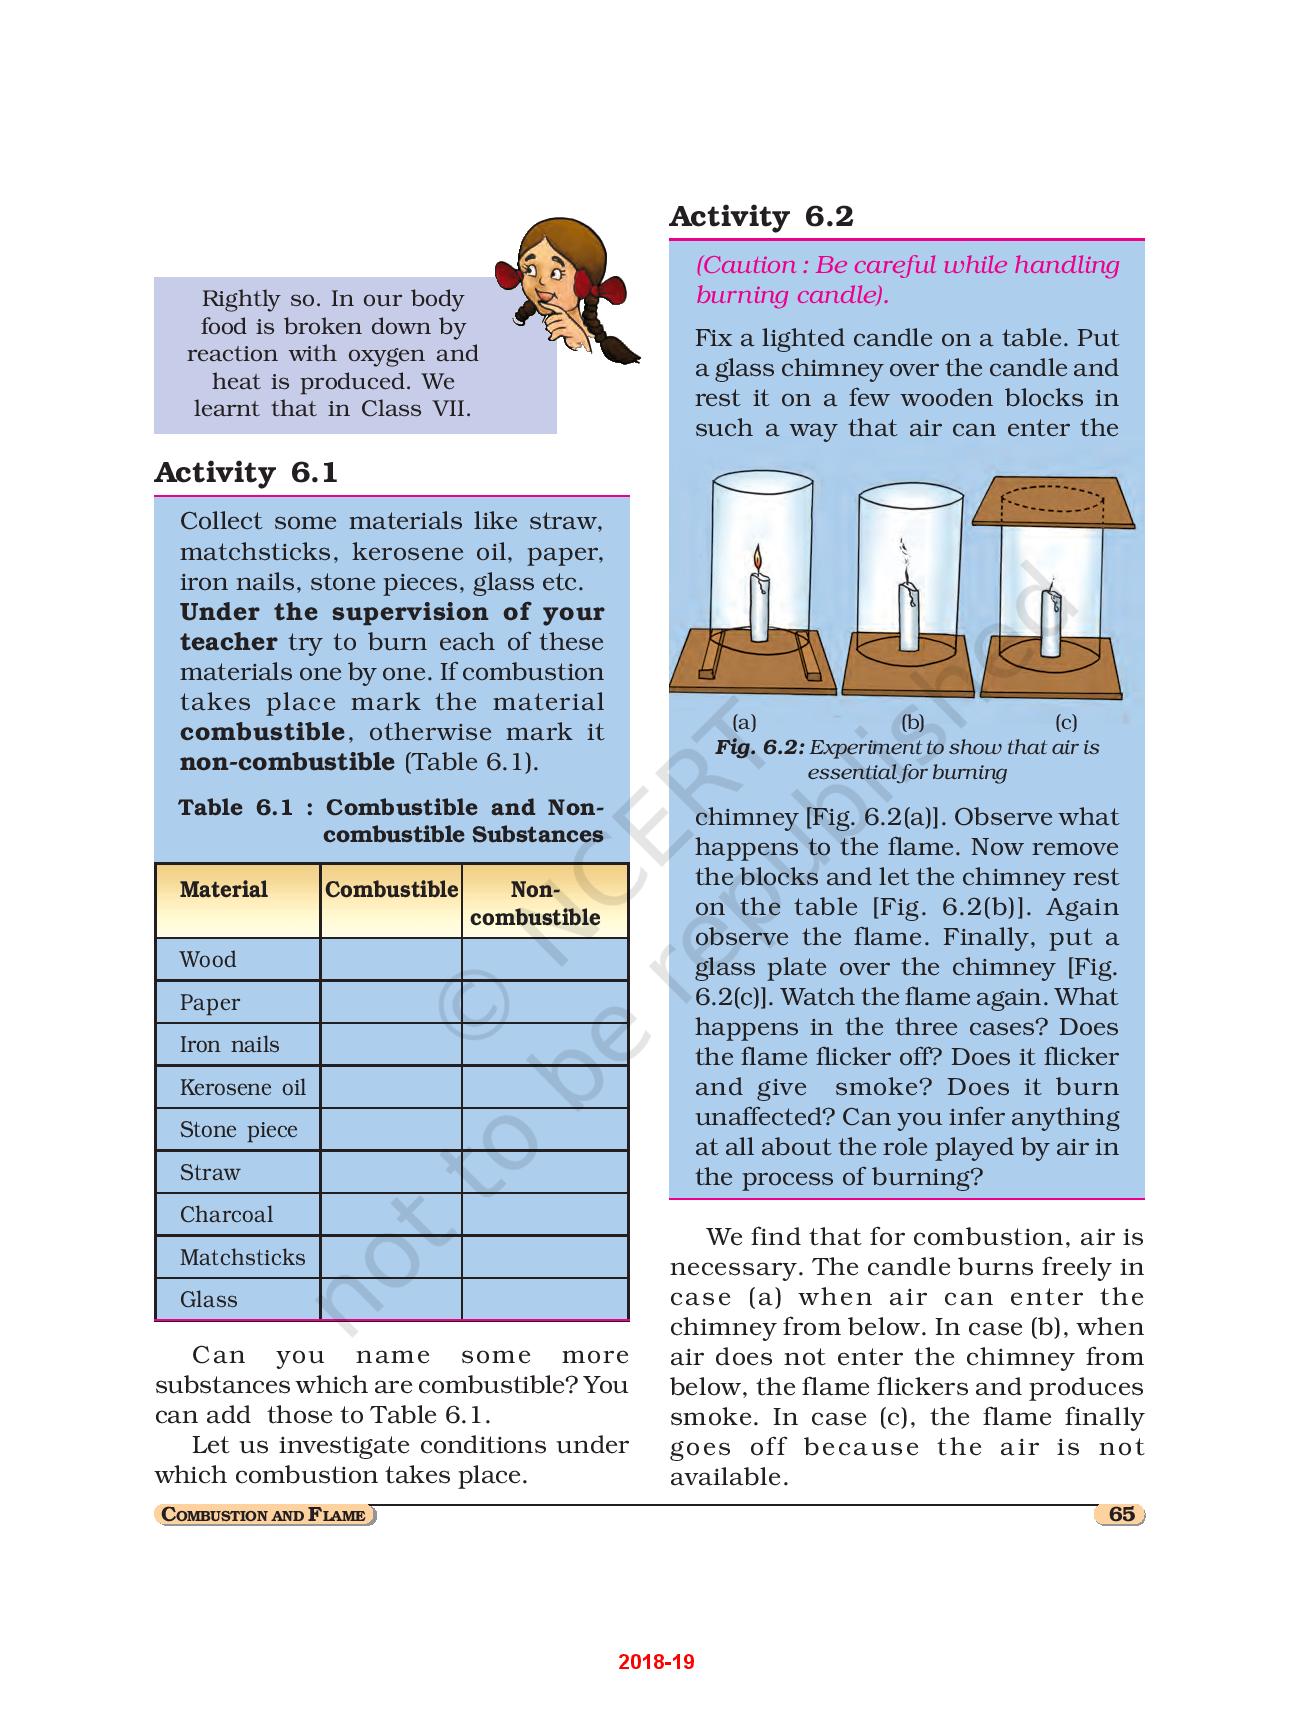 Rightly so. In our body
food is broken down by
reaction with oxygen and
heat is produced. We
learnt that in Class VII.
Activity 6.1
Collect some materials like straw,
matchsticks, kerosene oil, paper,
iron nails, stone pieces, glass etc.
Under the supervision of your
teacher try to burn each of these
materials one by one. If combustion
takes place mark the material
combustible, otherwise mark it
non-combustible (Table 6.1).
Table 6.1 : Combustible and Non-
combustible Substances
Material Combustible Non-
combustible
Wood
Paper
Iron nails
Kerosene oil
Stone piece
Straw
Charcoal
Matchsticks
Glass
Can you name some more
substances which are combustible? You
can add those to Table 6.1.
Let us investigate conditions under
which combustion takes place.
Activity 6.2
(Caution : Be careful while handling
burning candle).
Fix a lighted candle on a table. Put
a glass chimney over the candle and
rest it on a few wooden blocks in
such a way that air can enter the
(a) (b) (c)
Fig. 6.2: Experiment to show that air is
essential for burning
chimney [Fig. 6.2(a)]. Observe what
happens to the flame. Now remove
the blocks and let the chimney rest
on the table [Fig. 6.2(b)]. Again
observe the flame. Finally, put a
glass plate over the chimney [Fig.
6.2(c)]. Watch the flame again. What
happens in the three cases? Does
the flame flicker off? Does it flicker
and give smoke? Does it burn
unaffected? Can you infer anything
at all about the role played by air in
the process of burning?
We find that for combustion, air is
necessary. The candle burns freely in
case (a) when air can enter the
chimney from below. In case (b), when
air does not enter the chimney from
below, the flame flickers and produces
smoke. In case (c), the flame finally
goes off because the air is not
available.
© NCERT
not to be republished
COMBUSTION AND FLAME
65
2018-19